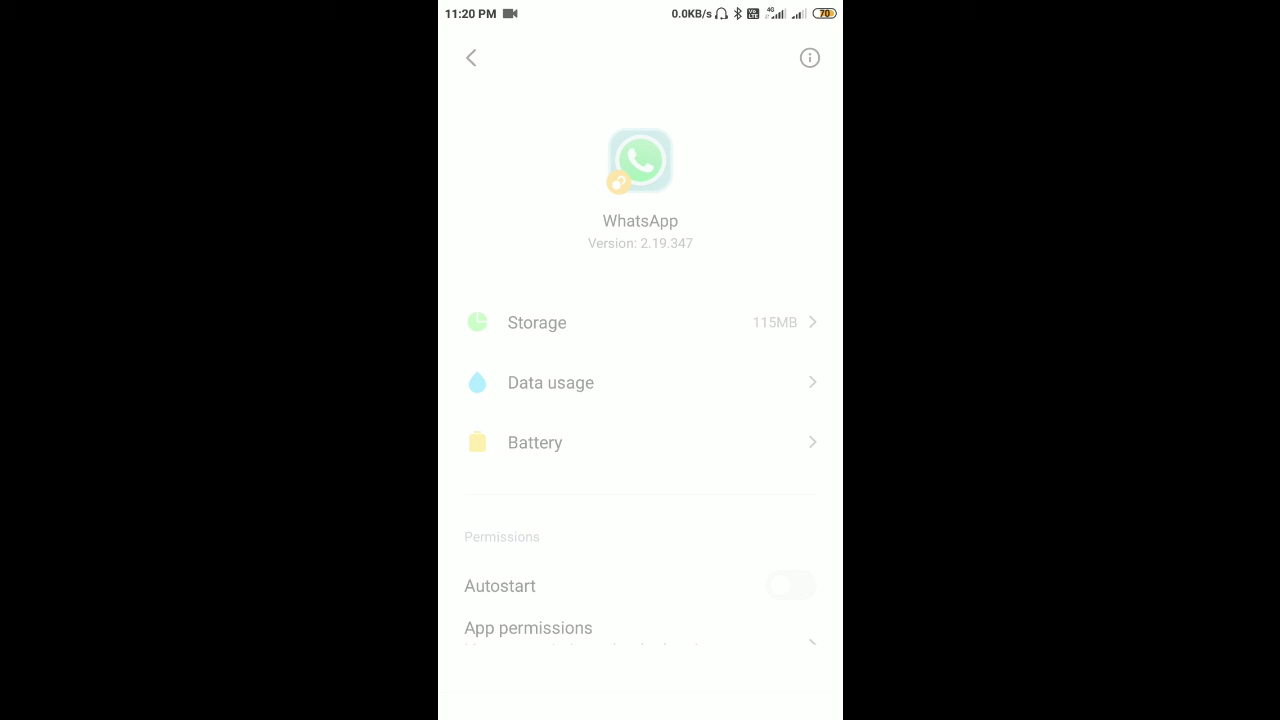 11:20 PM 0.0KB/s 4G 70
WhatsApp
Version: 2.19.347
Storage 115MB
Data usage
Battery
Permissions
Autostart
App permissions